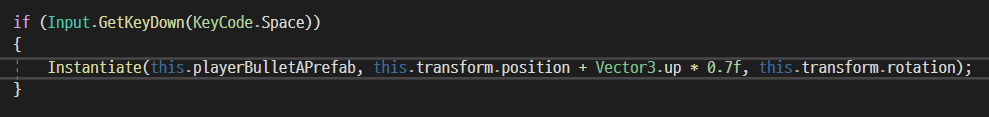 if (Input.GetKeyDown(KeyCode.Space))
{
Instantiate(this.playerBulletAPrefab, this.transform.position + Vector3.up * 0.7f, this.transform.rotation);
}